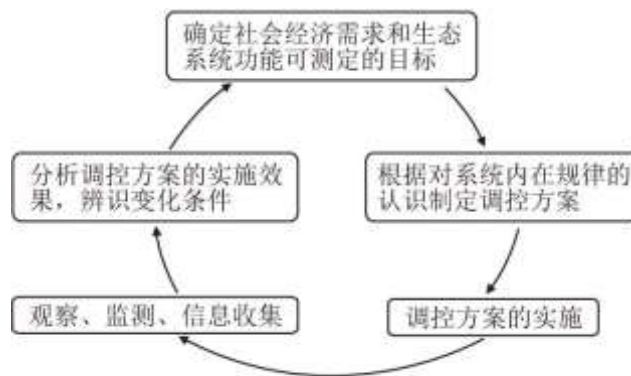 确定社会经济需求和生态
系统功能可测定的目标
分析调控方案的实施效
果，辨识变化条件
根据对系统内在规律的
认识制定调控方案
观察、监测、信息收集
调控方案的实施